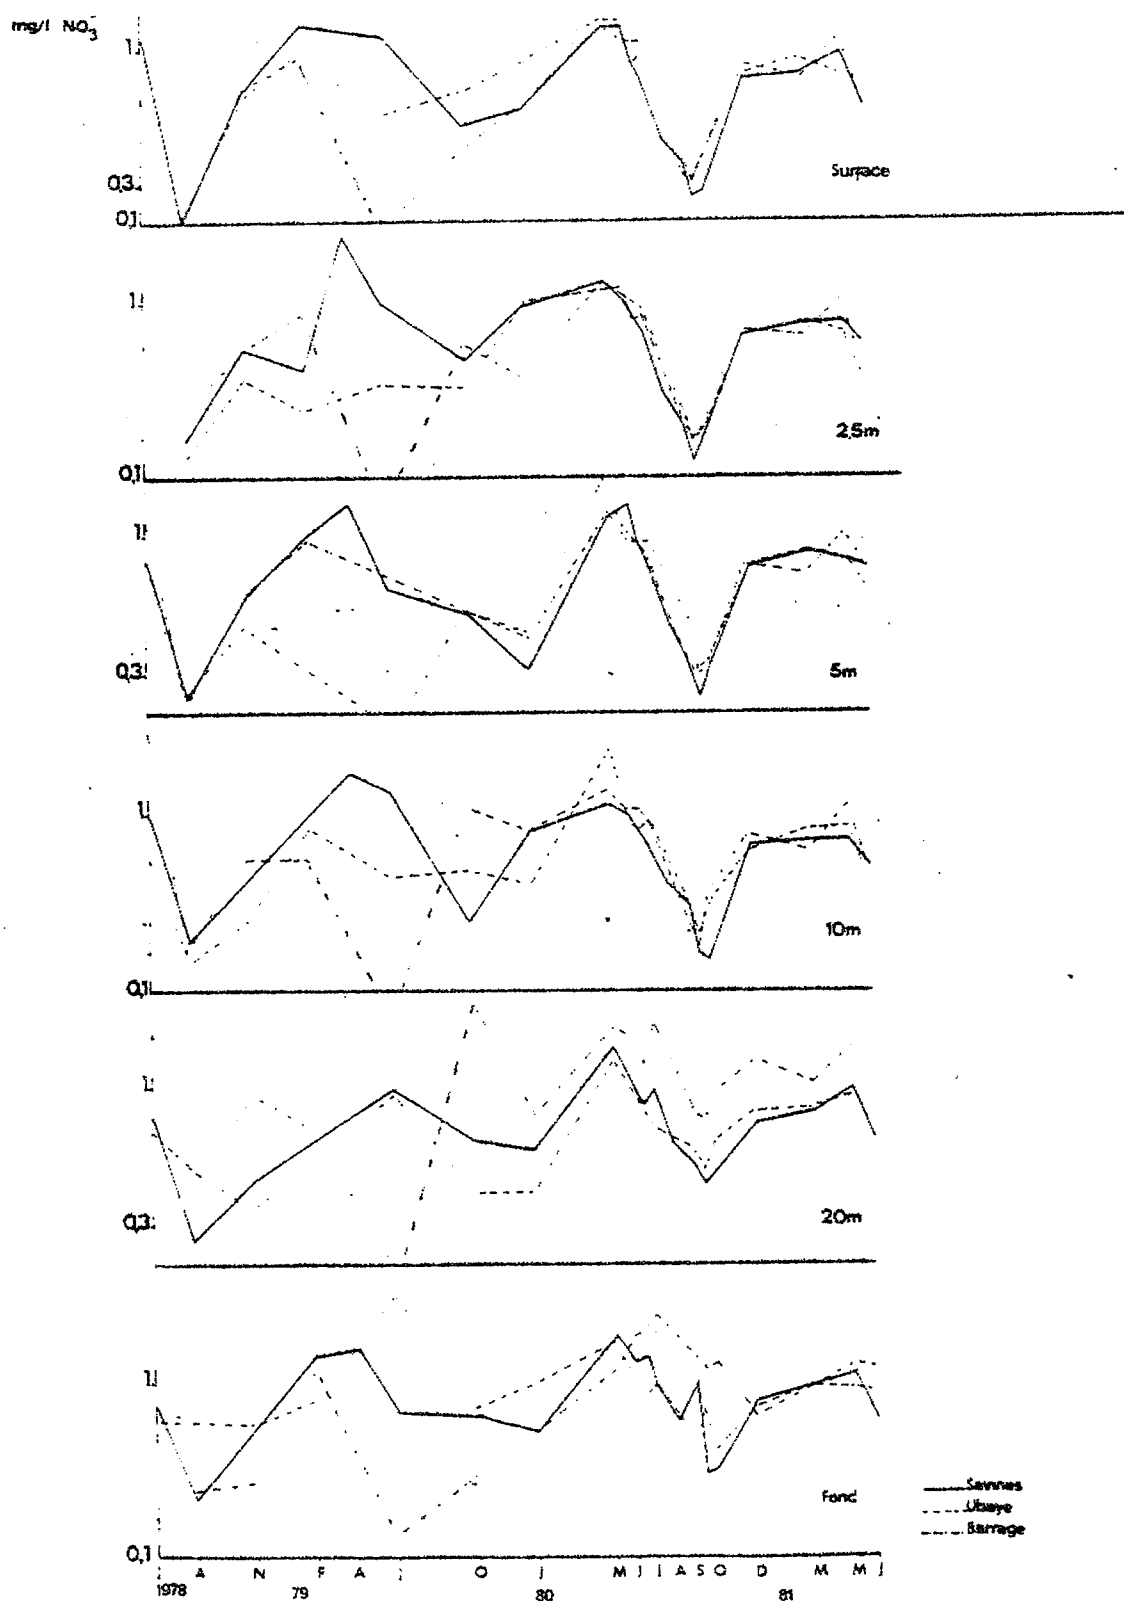 mg/l NO3-
1
0,3
0,1
Surface
1
2,5m
0,1
1
0,3
5m
1
10m
0,1
1
0,3
20m
1
Fond
Savines
Ubaye
Barrage
0,1
J A N F A J O J M J J A S O D M M J
1978 79 80 81